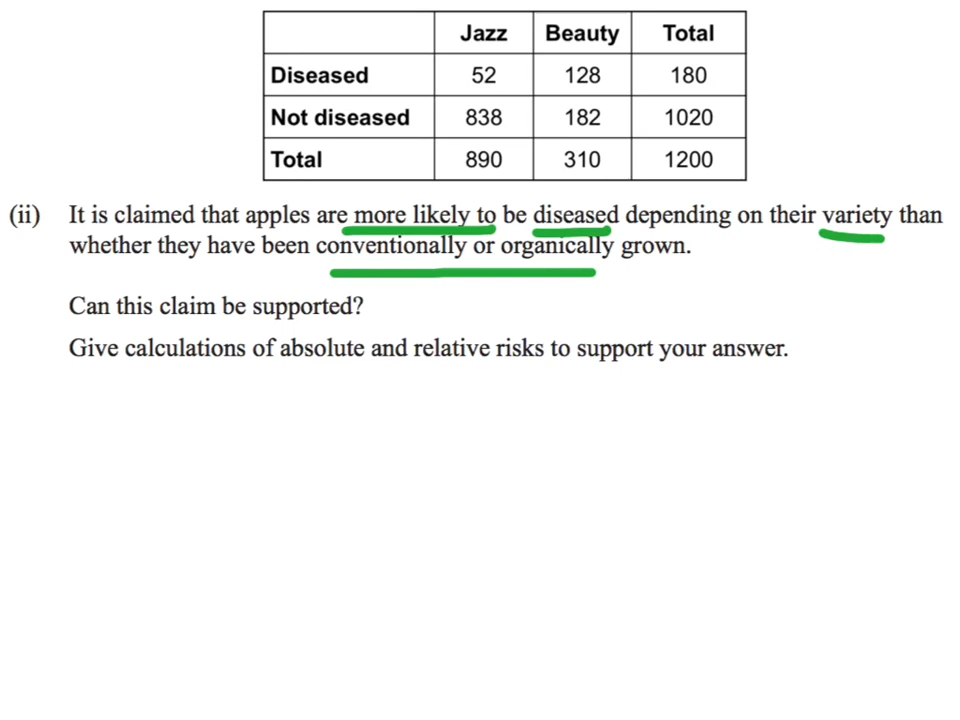 Jazz Beauty Total
Diseased 52 128 180
Not diseased 838 182 1020
Total 890 310 1200
(ii) It is claimed that apples are more likely to be diseased depending on their variety than
whether they have been conventionally or organically grown.
Can this claim be supported?
Give calculations of absolute and relative risks to support your answer.